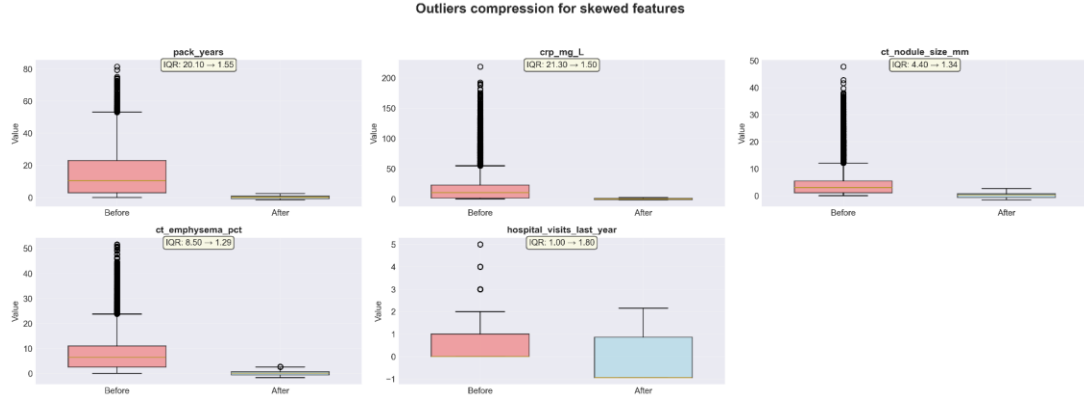 Outliers compression for skewed features
pack_years
IQR: 20.10 → 1.55
Value
80
60
40
20
0
Before
After
crp_mg_L
IQR: 21.30 → 1.50
Value
200
150
100
50
0
Before
After
ct_nodule_size_mm
IQR: 4.40 → 1.34
Value
50
40
30
20
10
0
Before
After
ct_emphysema_pct
IQR: 8.50 → 1.29
Value
50
40
30
20
10
0
Before
After
hospital_visits_last_year
IQR: 1.00 → 1.80
Value
5
4
3
2
1
0
−1
Before
After